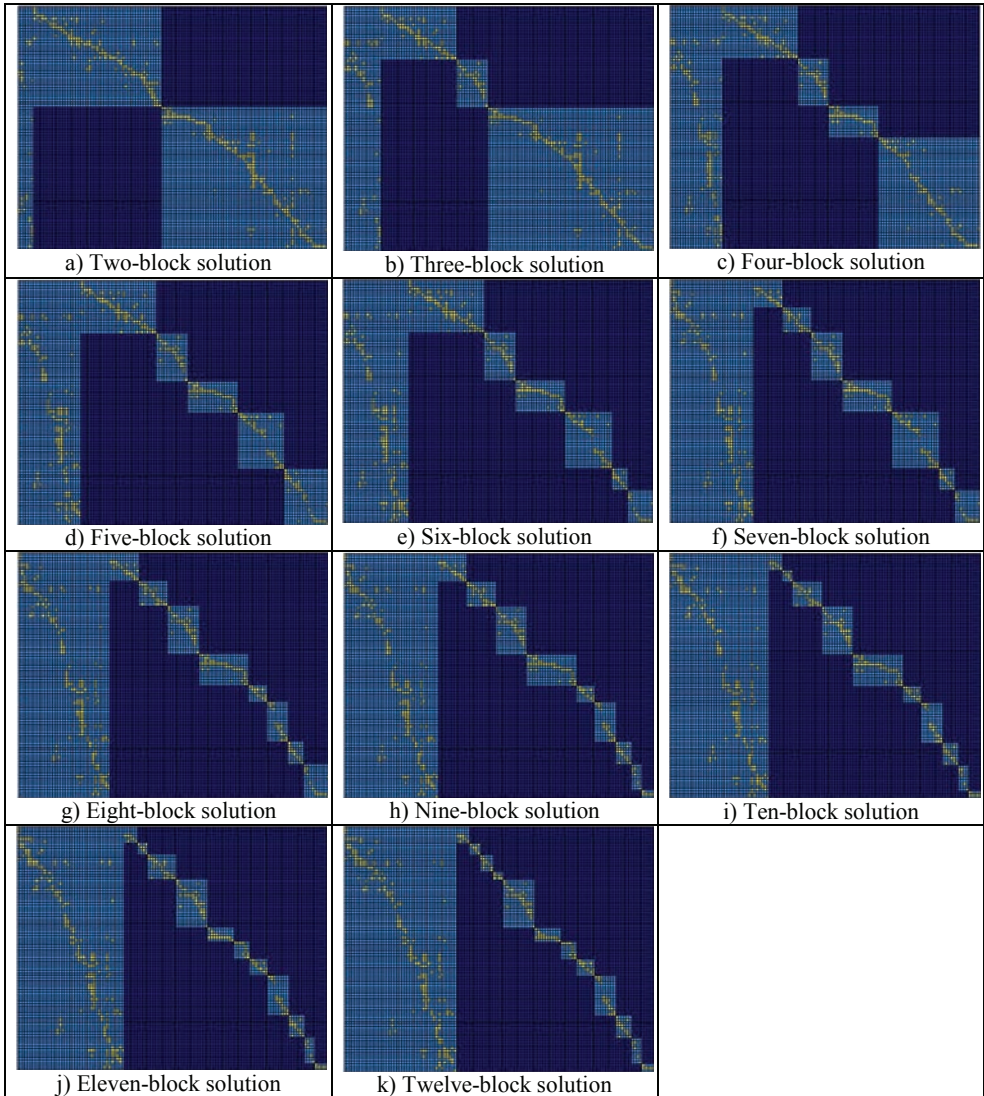 a) Two-block solution
b) Three-block solution
c) Four-block solution
d) Five-block solution
e) Six-block solution
f) Seven-block solution
g) Eight-block solution
h) Nine-block solution
i) Ten-block solution
j) Eleven-block solution
k) Twelve-block solution